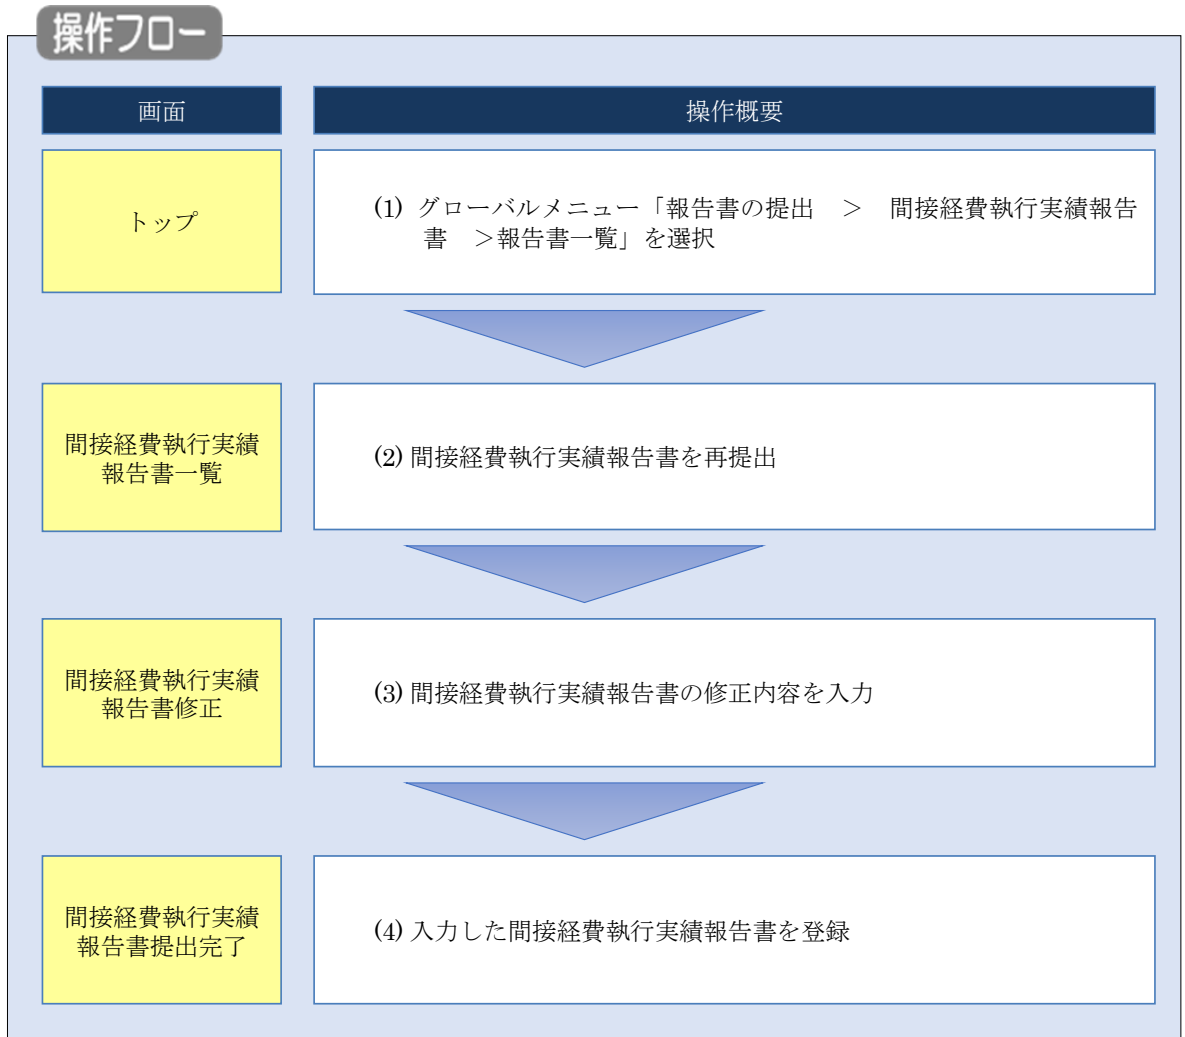 操作フロー
画面
操作概要
トップ
(1) グローバルメニュー「報告書の提出　＞　間接経費執行実績報告
書　＞報告書一覧」を選択
間接経費執行実績
報告書一覧
(2) 間接経費執行実績報告書を再提出
間接経費執行実績
報告書修正
(3) 間接経費執行実績報告書の修正内容を入力
間接経費執行実績
報告書提出完了
(4) 入力した間接経費執行実績報告書を登録